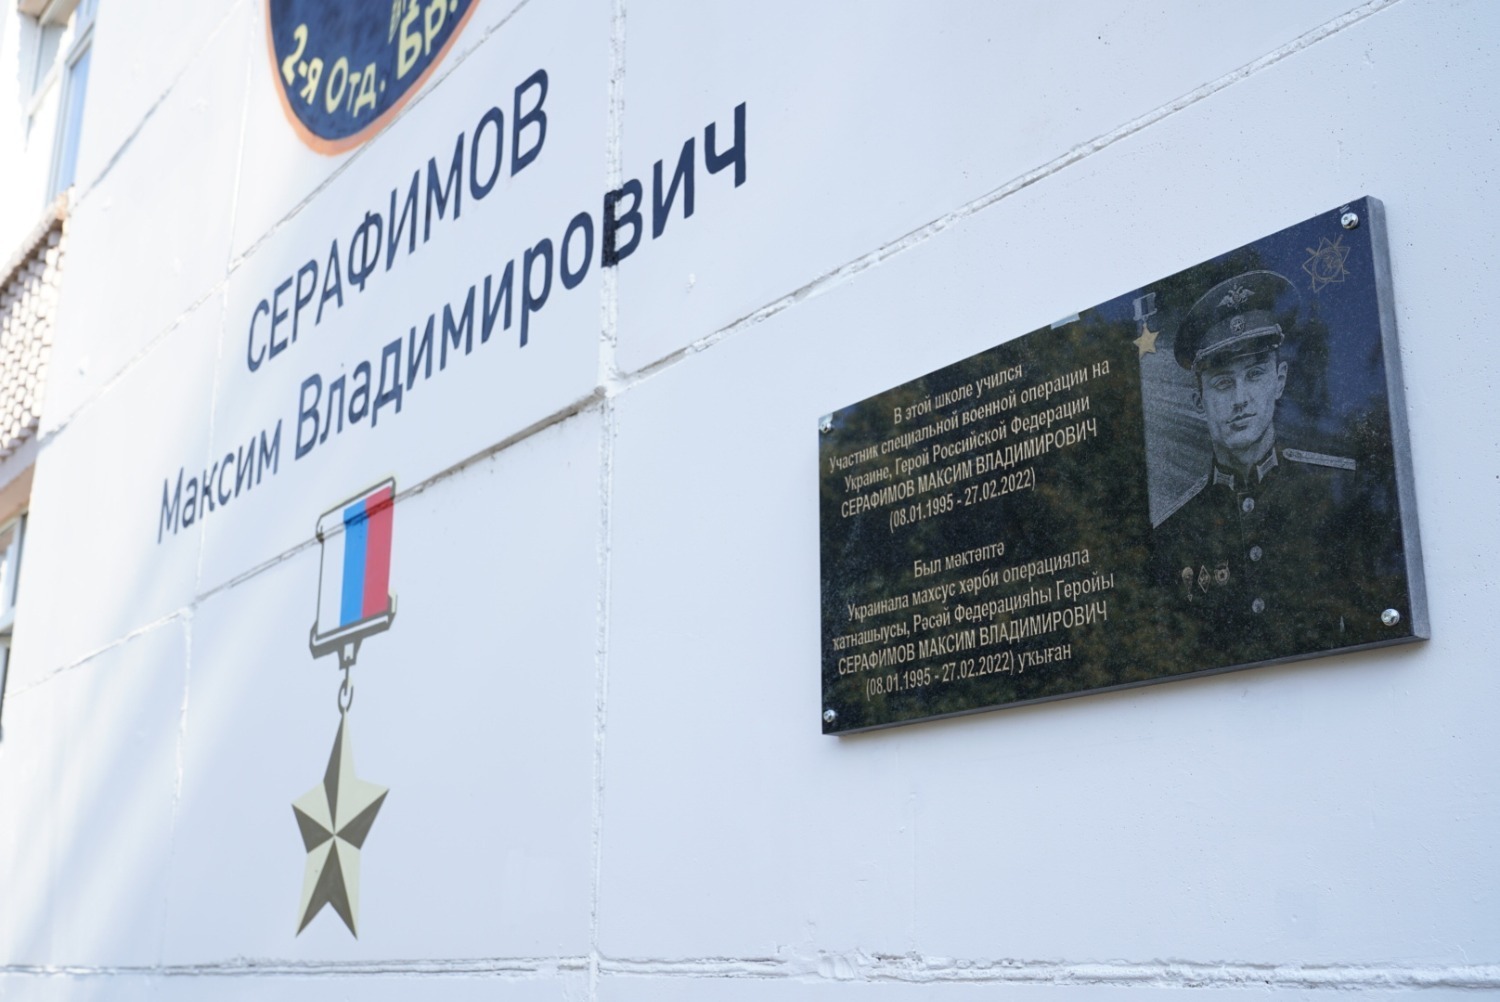 2-я Отд. Бр.
СЕРАФИМОВ
Максим Владимирович
В этой школе учился
Участник специальной военной операции на
Украине, Герой Российской Федерации
СЕРАФИМОВ МАКСИМ ВЛАДИМИРОВИЧ
(08.01.1995 - 27.02.2022)
Был мәктәптә
Украинала махсус хәрби операцияла
ҡатнашыусы, Рәсәй Федерацияһы Геройы
СЕРАФИМОВ МАКСИМ ВЛАДИМИРОВИЧ
(08.01.1995 - 27.02.2022) уҡыған